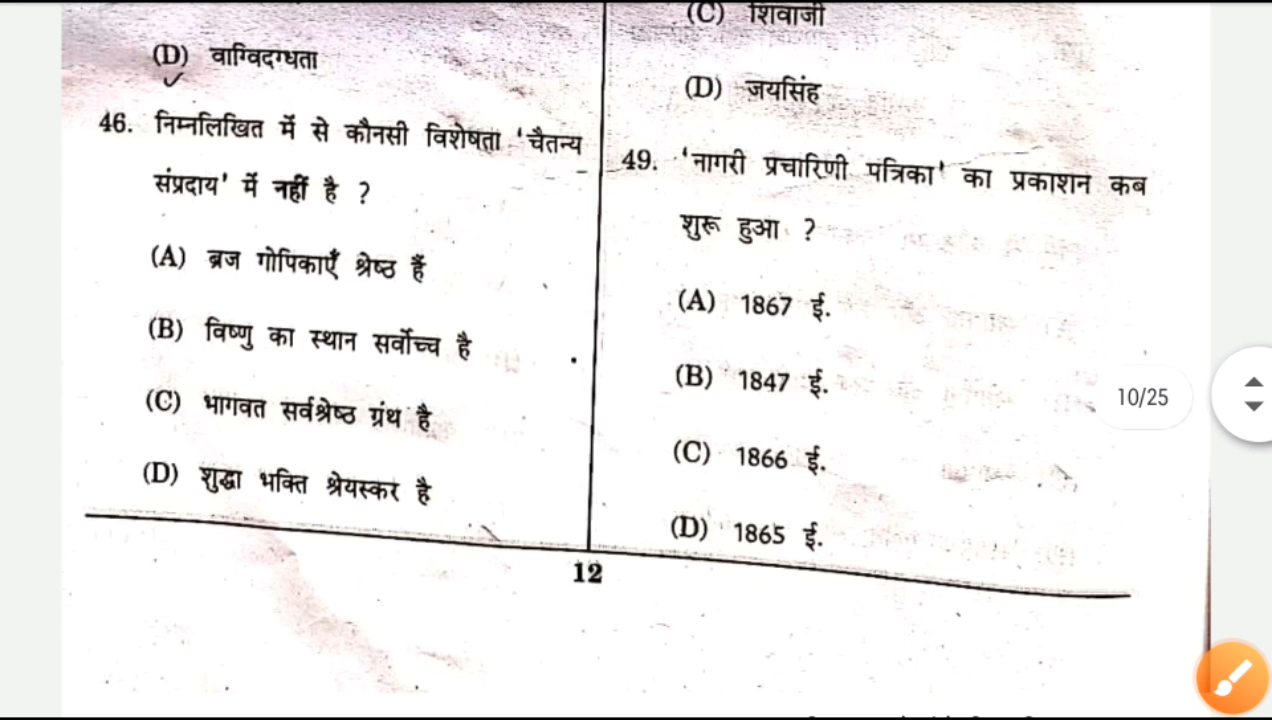 (D) वाग्विदग्धता
46. निम्नलिखित में से कौनसी विशेषता 'चैतन्य
संप्रदाय' में नहीं है ?
(A) ब्रज गोपिकाएँ श्रेष्ठ हैं
(B) विष्णु का स्थान सर्वोच्च है
(C) भागवत सर्वश्रेष्ठ ग्रंथ है
(D) शुद्धा भक्ति श्रेयस्कर है
(C) शिवाजी
(D) जयसिंह
49. 'नागरी प्रचारिणी पत्रिका' का प्रकाशन कब
शुरू हुआ ?
(A) 1867 ई.
(B) 1847 ई.
(C) 1866 ई.
(D) 1865 ई.
12
10/25